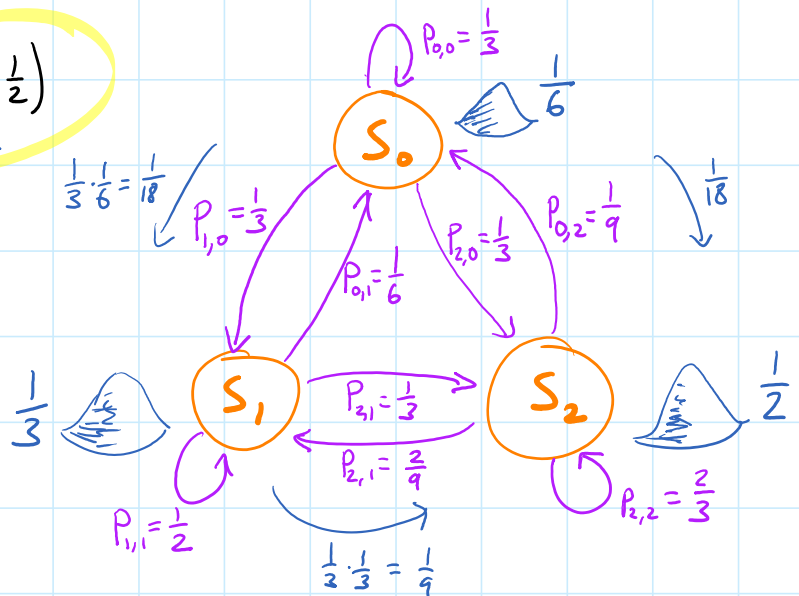 P0,0 = 1/3
1/2)
1/6
S0
1/3 · 1/6 = 1/18
1/18
P1,0 = 1/3
P2,0 = 1/3
P0,2 = 1/9
P0,1 = 1/6
1/3
S1
P2,1 = 1/3
S2
1/2
P2,1 = 2/9
P1,1 = 1/2
P2,2 = 2/3
1/3 · 1/3 = 1/9